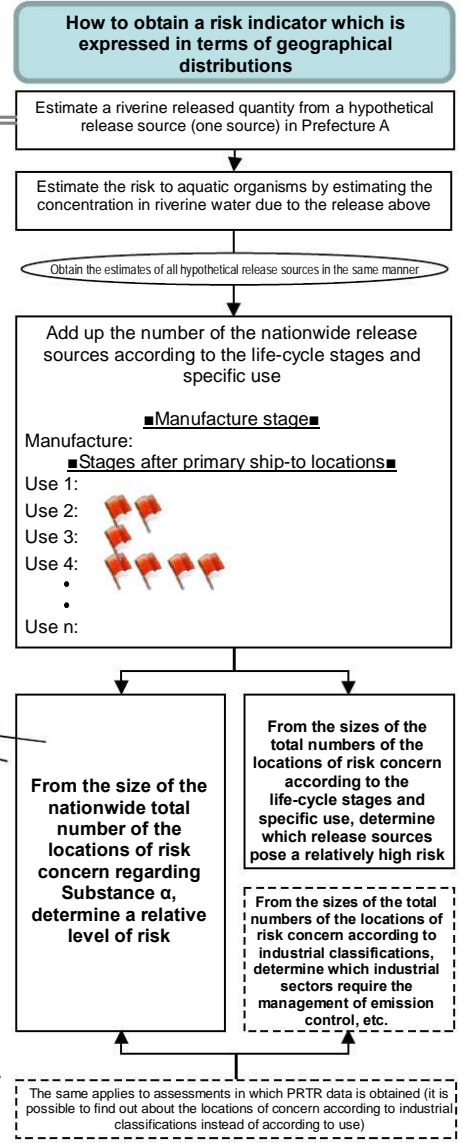 How to obtain a risk indicator which is
expressed in terms of geographical
distributions
Estimate a riverine released quantity from a hypothetical
release source (one source) in Prefecture A
Estimate the risk to aquatic organisms by estimating the
concentration in riverine water due to the release above
Obtain the estimates of all hypothetical release sources in the same manner
Add up the number of the nationwide release
sources according to the life-cycle stages and
specific use
■Manufacture stage■
Manufacture:
■Stages after primary ship-to locations■
Use 1:
Use 2:
Use 3:
Use 4:
•
•
Use n:
From the size of the
nationwide total
number of the
locations of risk
concern regarding
Substance α,
determine a relative
level of risk
From the sizes of the
total numbers of the
locations of risk concern
according to the
life-cycle stages and
specific use, determine
which release sources
pose a relatively high risk
From the sizes of the total
numbers of the locations of
risk concern according to
industrial classifications,
determine which industrial
sectors require the
management of emission
control, etc.
The same applies to assessments in which PRTR data is obtained (it is
possible to find out about the locations of concern according to industrial
classifications instead of according to use)